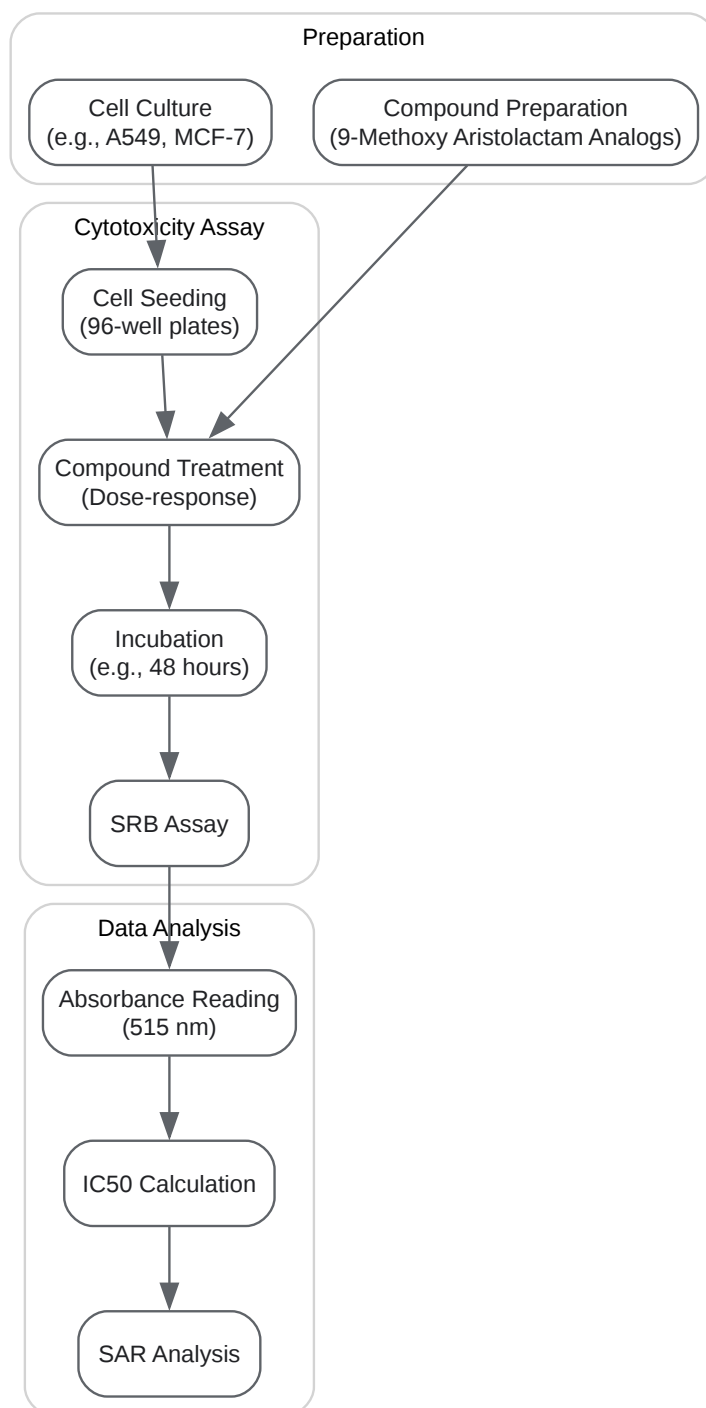 Preparation
Cell Culture
(e.g., A549, MCF-7)
Compound Preparation
(9-Methoxy Aristolactam Analogs)
Cytotoxicity Assay
Cell Seeding
(96-well plates)
Compound Treatment
(Dose-response)
Incubation
(e.g., 48 hours)
SRB Assay
Data Analysis
Absorbance Reading
(515 nm)
IC50 Calculation
SAR Analysis